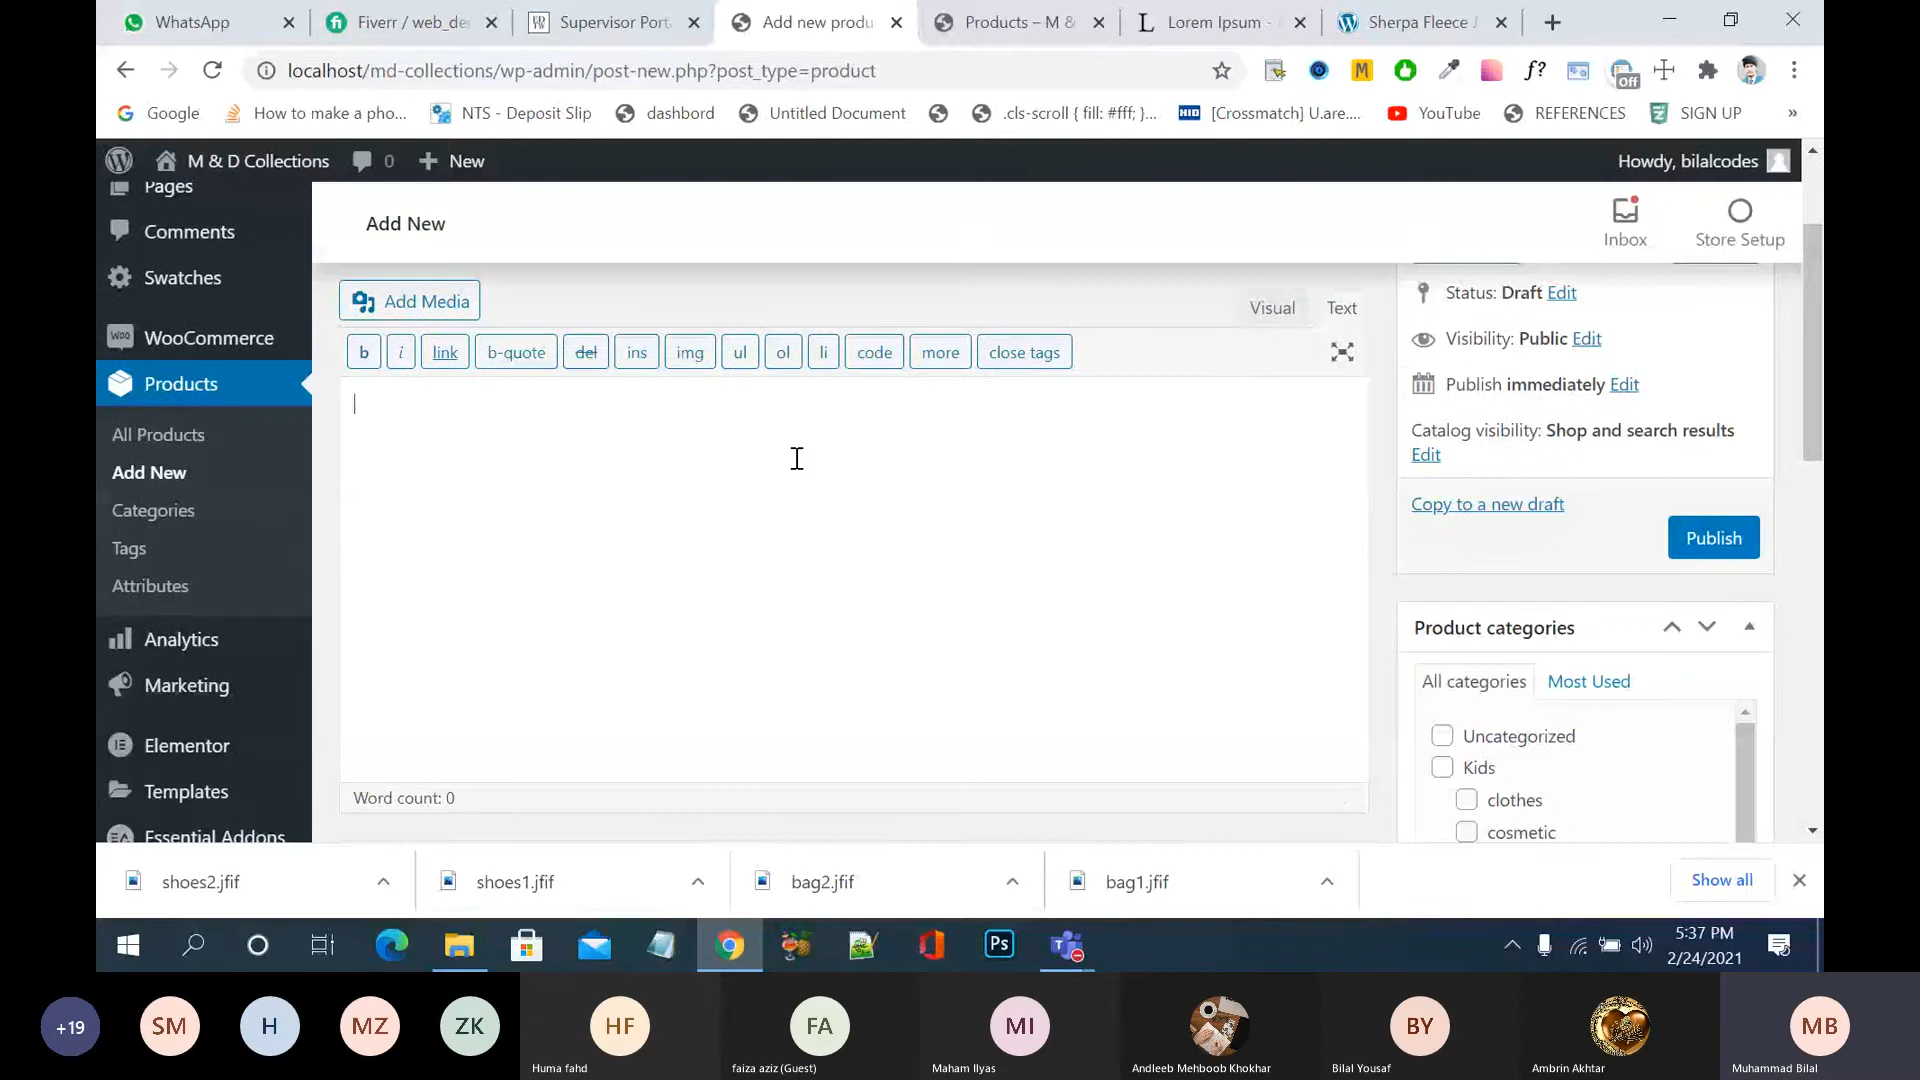 WhatsApp
Fiverr / web_de
Supervisor Port
Add new produ
Products – M &
Lorem Ipsum -
Sherpa Fleece J
localhost/md-collections/wp-admin/post-new.php?post_type=product
M
f?
Off
Google
How to make a pho...
NTS - Deposit Slip
dashbord
Untitled Document
.cls-scroll { fill: #fff; }...
HID
[Crossmatch] U.are....
YouTube
REFERENCES
SIGN UP
»
M & D Collections
0
New
Howdy, bilalcodes
Pages
Comments
Swatches
WooCommerce
Products
All Products
Add New
Categories
Tags
Attributes
Analytics
Marketing
Elementor
Templates
Essential Addons
Add New
Inbox
Store Setup
Add Media
Visual
Text
b
i
link
b-quote
del
ins
img
ul
ol
li
code
more
close tags
Word count: 0
Status: Draft Edit
Visibility: Public Edit
Publish immediately Edit
Catalog visibility: Shop and search results
Edit
Copy to a new draft
Publish
Product categories
All categories
Most Used
Uncategorized
Kids
clothes
cosmetic
shoes2.jfif
shoes1.jfif
bag2.jfif
bag1.jfif
Show all
Ps
5:37 PM
2/24/2021
+19
SM
H
MZ
ZK
HF
FA
MI
BY
MB
Huma fahd
faiza aziz (Guest)
Maham Ilyas
Andleeb Mehboob Khokhar
Bilal Yousaf
Ambrin Akhtar
Muhammad Bilal